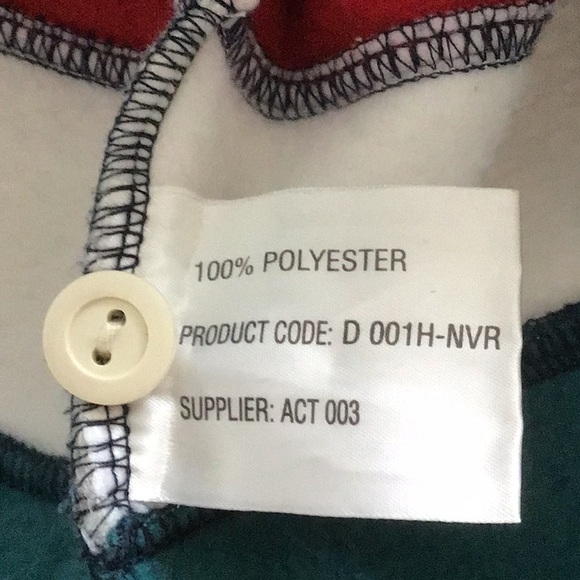 100% POLYESTER
PRODUCT CODE: D 001H-NVR
SUPPLIER: ACT 003